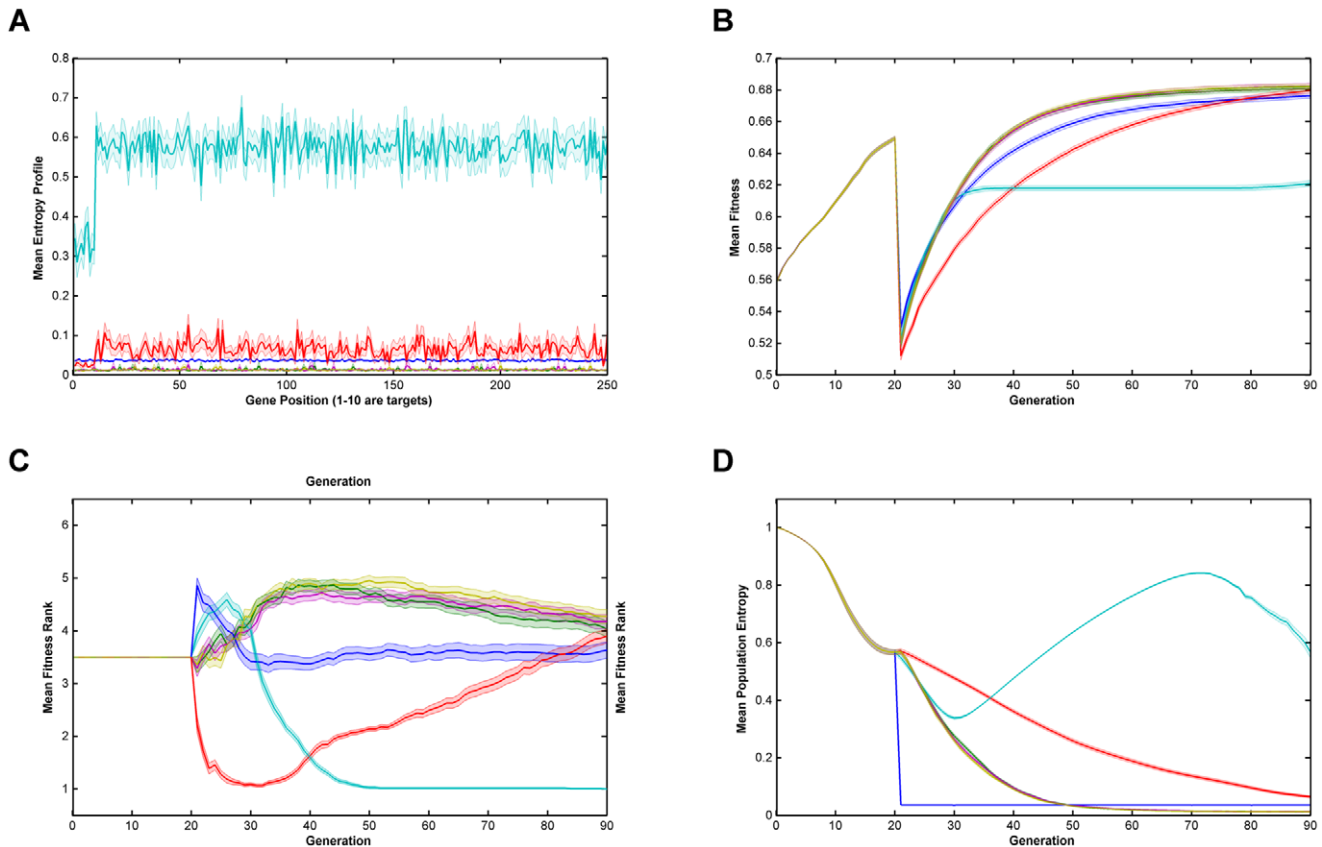 A
Mean Entropy Profile
0.8
0.7
0.6
0.5
0.4
0.3
0.2
0.1
0
0 50 100 150 200 250
Gene Position (1-10 are targets)
B
Mean Fitness
0.7
0.68
0.66
0.64
0.62
0.6
0.58
0.56
0.54
0.52
0.5
0 10 20 30 40 50 60 70 80 90
Generation
C
Generation
Mean Fitness Rank
6
5
4
3
2
1
0 10 20 30 40 50 60 70 80 90
Generation
Mean Fitness Rank
D
Mean Population Entropy
1
0.8
0.6
0.4
0.2
0
0 10 20 30 40 50 60 70 80 90
Generation